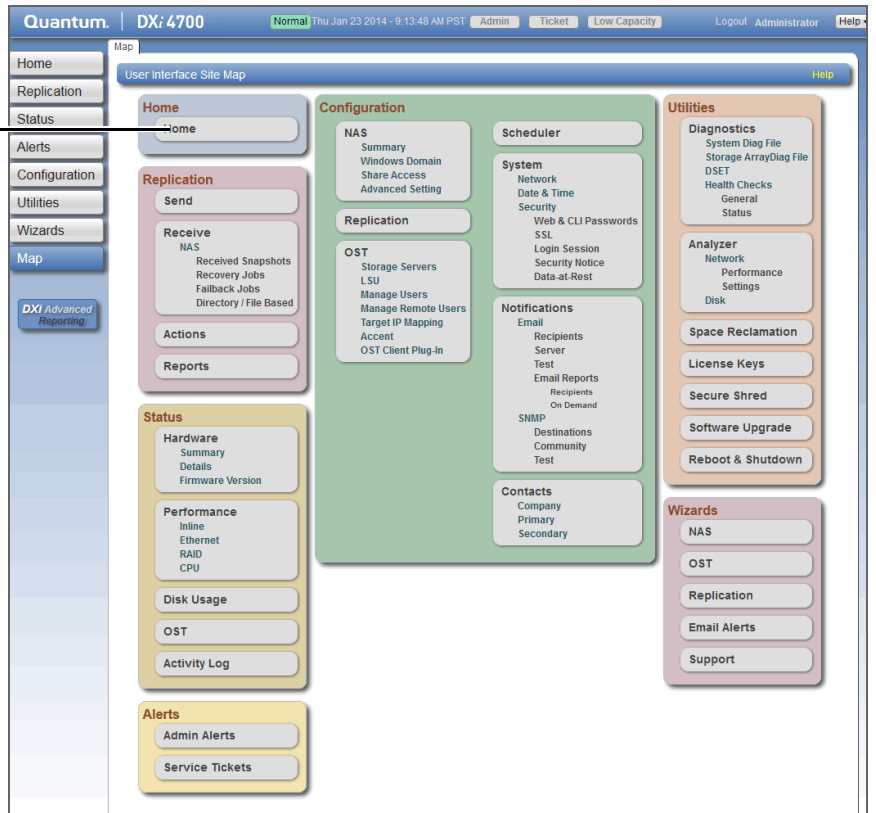 Quantum. DXi 4700 Normal Thu Jan 23 2014 - 9:13:48 AM PST Admin Ticket Low Capacity Logout Administrator Help
Map
Home
Replication
Status
Alerts
Configuration
Utilities
Wizards
Map
DXi Advanced
Reporting
User Interface Site Map Help
Home
Home
Replication
Send
Receive
NAS
Received Snapshots
Recovery Jobs
Failback Jobs
Directory / File Based
Actions
Reports
Status
Hardware
Summary
Details
Firmware Version
Performance
Inline
Ethernet
RAID
CPU
Disk Usage
OST
Activity Log
Alerts
Admin Alerts
Service Tickets
Configuration
NAS
Summary
Windows Domain
Share Access
Advanced Setting
Replication
OST
Storage Servers
LSU
Manage Users
Manage Remote Users
Target IP Mapping
Accent
OST Client Plug-In
Scheduler
System
Network
Date & Time
Security
Web & CLI Passwords
SSL
Login Session
Security Notice
Data-at-Rest
Notifications
Email
Recipients
Server
Test
Email Reports
Recipients
On Demand
SNMP
Destinations
Community
Test
Contacts
Company
Primary
Secondary
Utilities
Diagnostics
System Diag File
Storage ArrayDiag File
DSET
Health Checks
General
Status
Analyzer
Network
Performance
Settings
Disk
Space Reclamation
License Keys
Secure Shred
Software Upgrade
Reboot & Shutdown
Wizards
NAS
OST
Replication
Email Alerts
Support